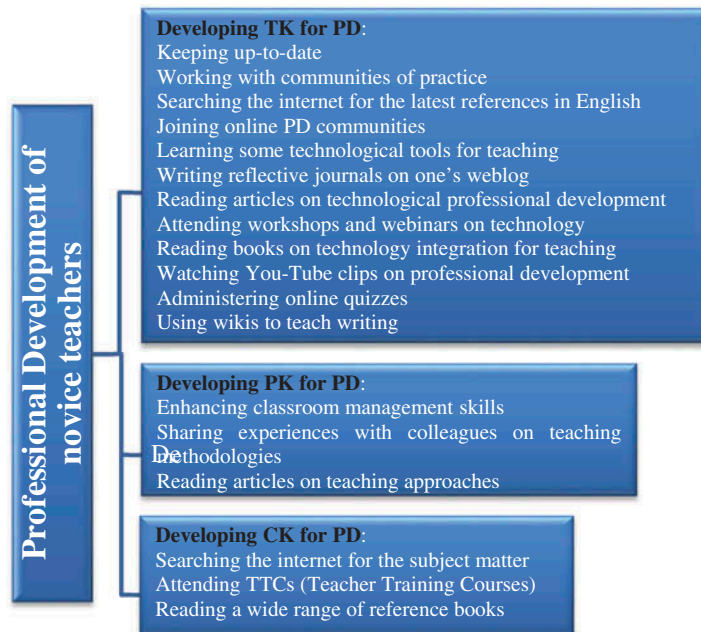 Professional Development of
novice teachers
Developing TK for PD:
Keeping up-to-date
Working with communities of practice
Searching the internet for the latest references in English
Joining online PD communities
Learning some technological tools for teaching
Writing reflective journals on one's weblog
Reading articles on technological professional development
Attending workshops and webinars on technology
Reading books on technology integration for teaching
Watching You-Tube clips on professional development
Administering online quizzes
Using wikis to teach writing
Developing PK for PD:
Enhancing classroom management skills
Sharing experiences with colleagues on teaching
De
methodologies
Reading articles on teaching approaches
Developing CK for PD:
Searching the internet for the subject matter
Attending TTCs (Teacher Training Courses)
Reading a wide range of reference books